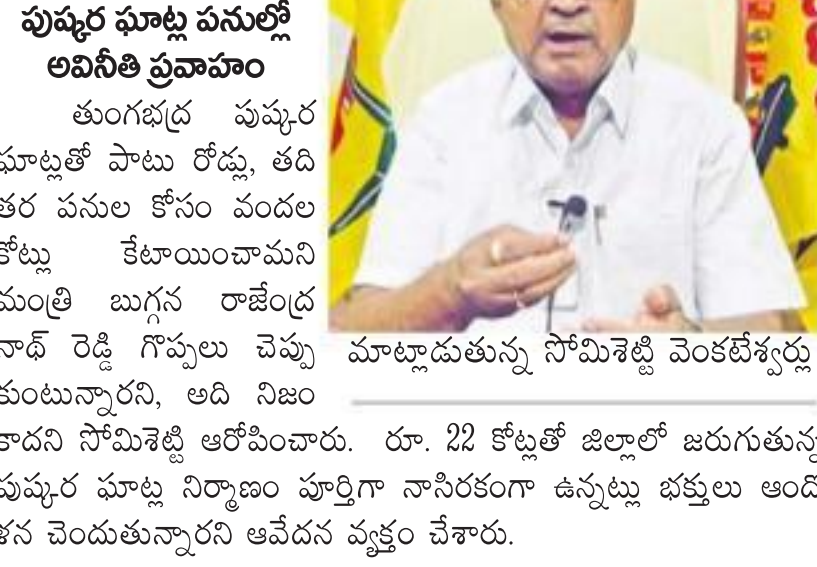 పుష్కర ఘాట్ల పనుల్లో
అవినీతి ప్రవాహం
తుంగభద్ర పుష్కర
ఘాట్లతో పాటు రోడ్లు, తది
తర పనుల కోసం వందల
కోట్లు కేటాయించామని
మంత్రి బుగ్గన రాజేంద్ర
నాథ్ రెడ్డి గొప్పలు చెప్పు
కుంటున్నారని, అది నిజం
మాట్లాడుతున్న సోమిశెట్టి వెంకటేశ్వర్లు
కాదని సోమిశెట్టి ఆరోపించారు. రూ. 22 కోట్లతో జిల్లాలో జరుగుతున్న
పుష్కర ఘాట్ల నిర్మాణం పూర్తిగా నాసిరకంగా ఉన్నట్లు భక్తులు ఆందో
ళన చెందుతున్నారని ఆవేదన వ్యక్తం చేశారు.